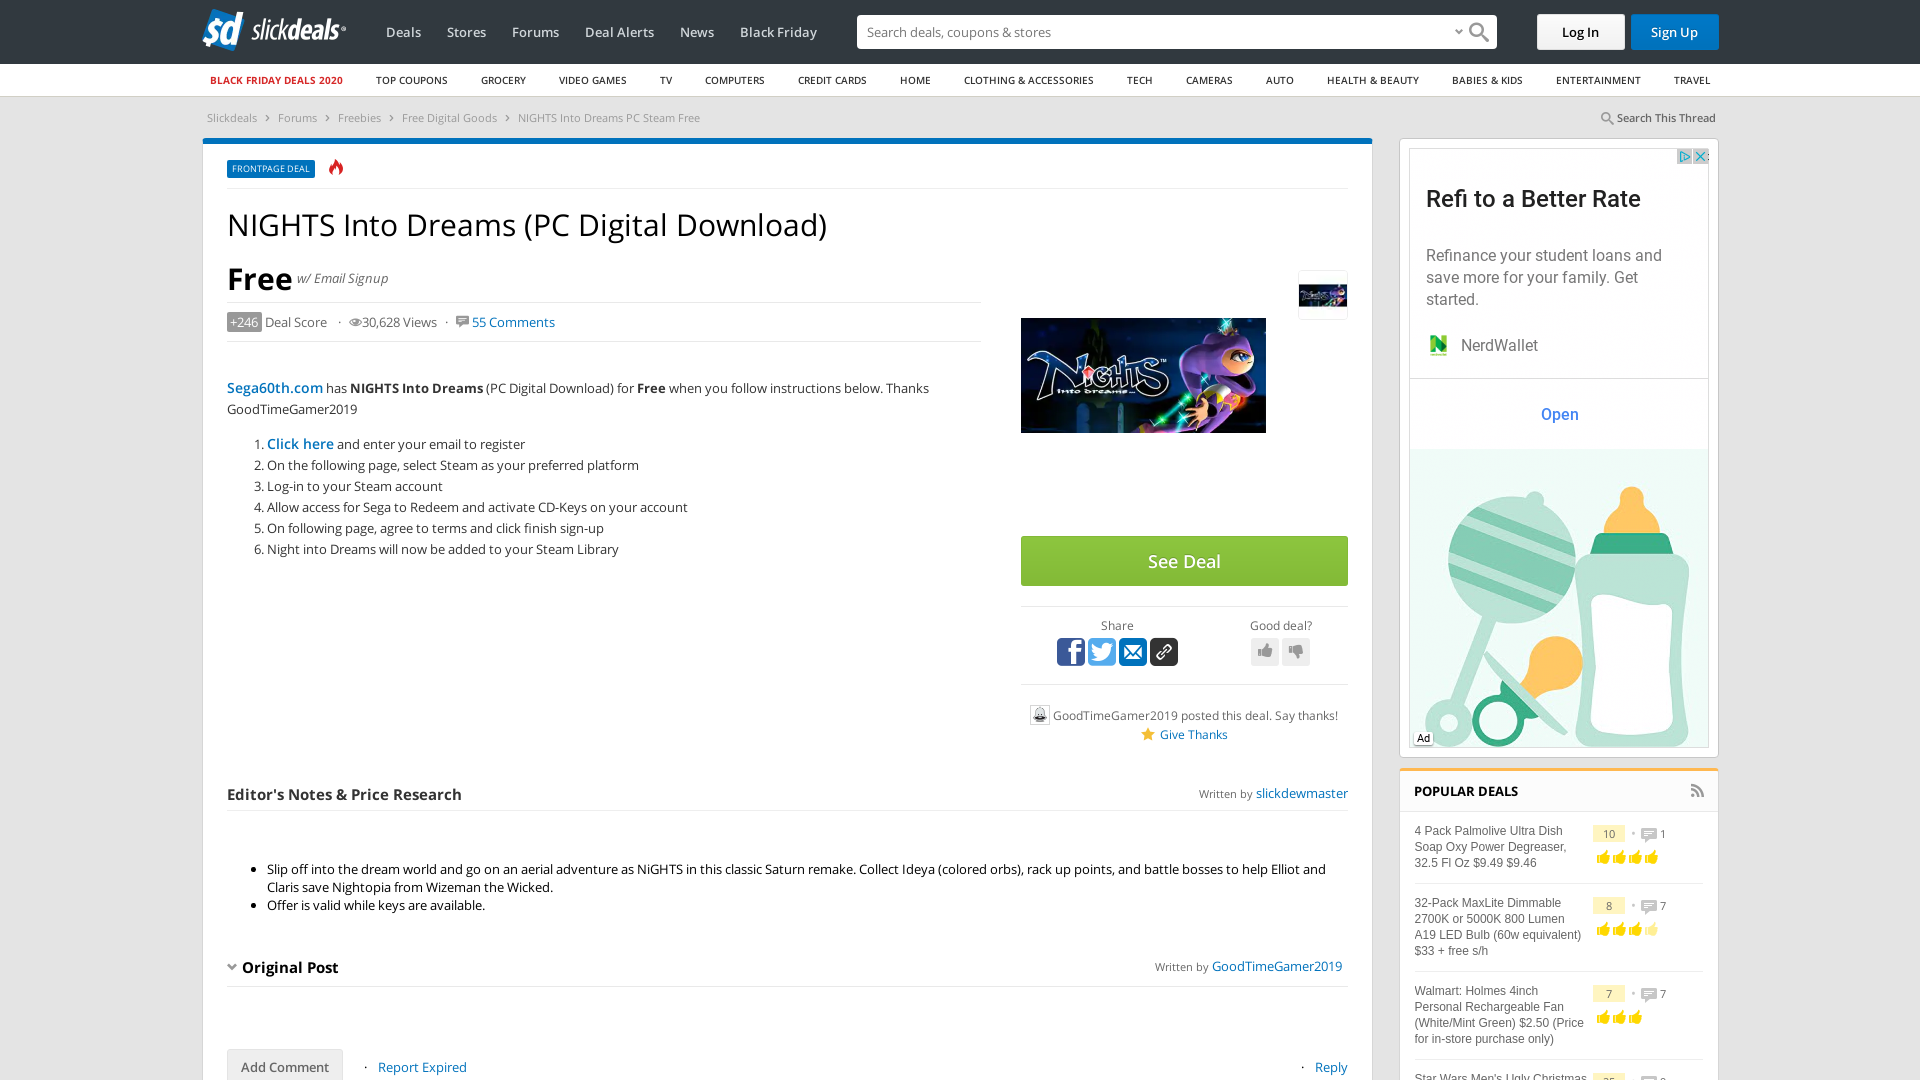 sd slickdeals
Deals Stores Forums Deal Alerts News Black Friday
Search deals, coupons & shopping
Log In Sign Up
BLACK FRIDAY DEALS 2020 TOP COUPONS GROCERY VIDEO GAMES TV COMPUTERS CREDIT CARDS HOME CLOTHING & ACCESSORIES TECH CAMERAS AUTO HEALTH & BEAUTY BABIES & KIDS ENTERTAINMENT TRAVEL
Slickdeals > Forums > Freebies > Free Digital Goods > NIGHTS Into Dreams PC Steam Free
Search This Thread
FRONTPAGE DEAL
NIGHTS Into Dreams (PC Digital Download)
Free w/ Email Signup
+246 Deal Score · 30,628 Views · 55 Comments
Sega60th.com has NIGHTS Into Dreams (PC Digital Download) for Free when you follow instructions below. Thanks
GoodTimeGamer2019
1. Click here and enter your email to register
2. On the following page, select Steam as your preferred platform
3. Log-in to your Steam account
4. Allow access for Sega to Redeem and activate CD-Keys on your account
5. On following page, agree to terms and click finish sign-up
6. Night into Dreams will now be added to your Steam Library
NiGHTS
into dreams...
See Deal
Share
Good deal?
GoodTimeGamer2019 posted this deal. Say thanks!
Give Thanks
Editor's Notes & Price Research
Written by slickdewmaster
• Slip off into the dream world and go on an aerial adventure as NiGHTS in this classic Saturn remake. Collect Ideya (colored orbs), rack up points, and battle bosses to help Elliot and
Claris save Nightopia from Wizeman the Wicked.
• Offer is valid while keys are available.
Original Post
Written by GoodTimeGamer2019
Add Comment · Report Expired
· Reply
Refi to a Better Rate
Refinance your student loans and
save more for your family. Get
started.
NerdWallet
Open
Ad
POPULAR DEALS
4 Pack Palmolive Ultra Dish
Soap Oxy Power Degreaser,
32.5 Fl Oz $9.49 $9.46
10 • 1
32-Pack MaxLite Dimmable
2700K or 5000K 800 Lumen
A19 LED Bulb (60w equivalent)
$33 + free s/h
8 • 7
Walmart: Holmes 4inch
Personal Rechargeable Fan
(White/Mint Green) $2.50 (Price
for in-store purchase only)
7 • 7
Star Wars Men's Ugly Christmas